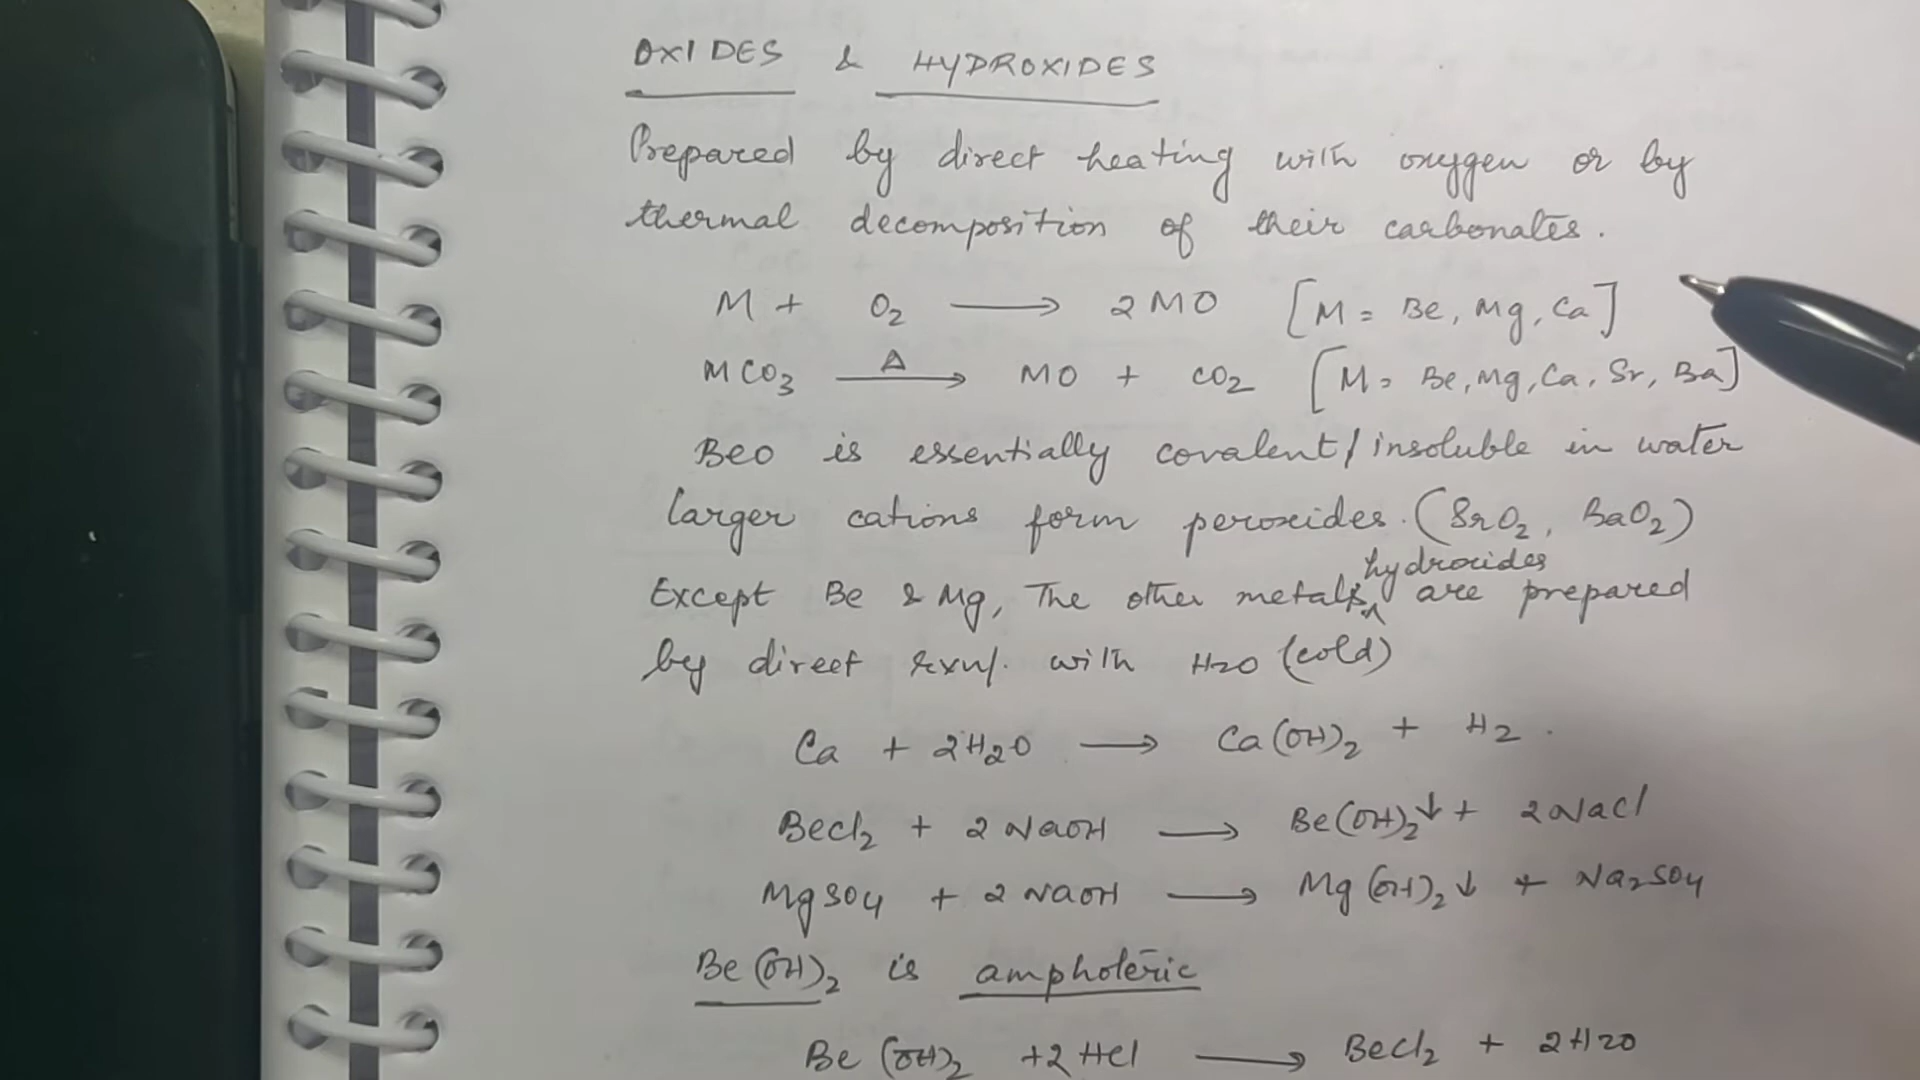 OXIDES & HYDROXIDES
Prepared by direct heating with oxygen or by
thermal decomposition of their carbonates.
M + O₂ ⟶ 2MO [M = Be, Mg, Ca]
MCO₃ —Δ→ MO + CO₂ [M = Be, Mg, Ca, Sr, Ba]
BeO is essentially covalent/insoluble in water
larger cations form peroxides. (SrO₂, BaO₂)
Except Be & Mg, The other metals hydroxides are prepared
by direct rxn/. with H₂O (cold)
Ca + 2H₂O ⟶ Ca(OH)₂ + H₂.
BeCl₂ + 2NaOH ⟶ Be(OH)₂↓ + 2NaCl
MgSO₄ + 2NaOH ⟶ Mg(OH)₂↓ + Na₂SO₄
Be(OH)₂ is amphoteric
Be(OH)₂ + 2HCl ⟶ BeCl₂ + 2H₂O